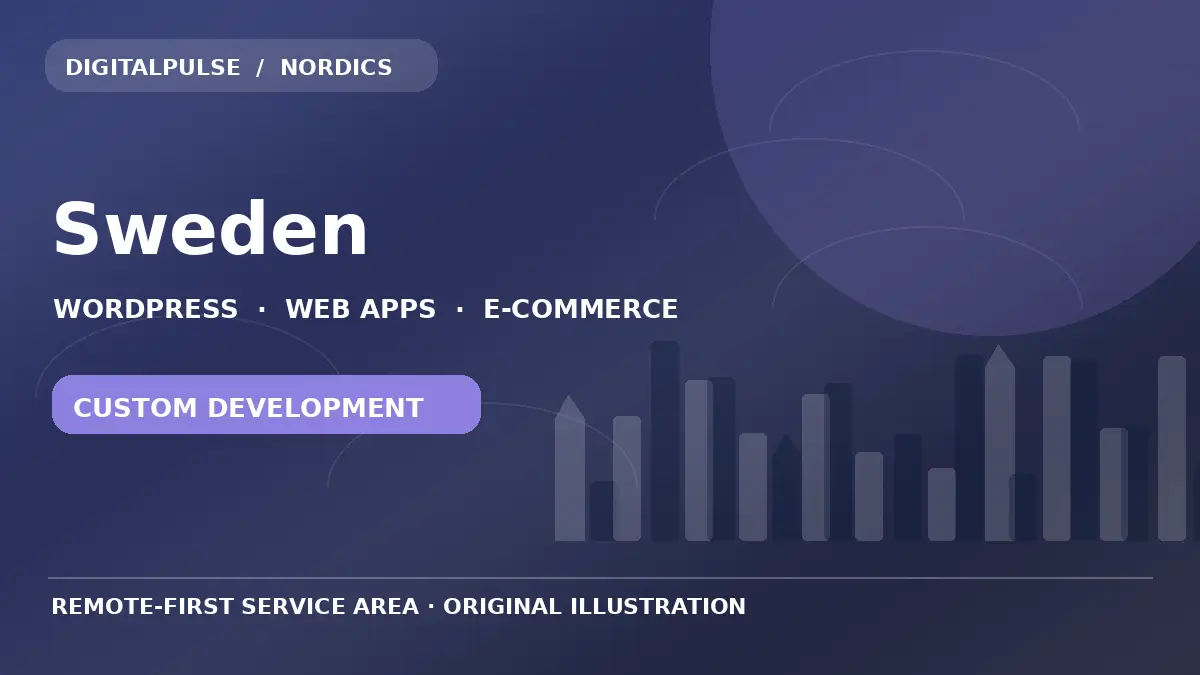 DIGITALPULSE / NORDICS
Sweden
WORDPRESS · WEB APPS · E-COMMERCE
CUSTOM DEVELOPMENT
REMOTE-FIRST SERVICE AREA · ORIGINAL ILLUSTRATION